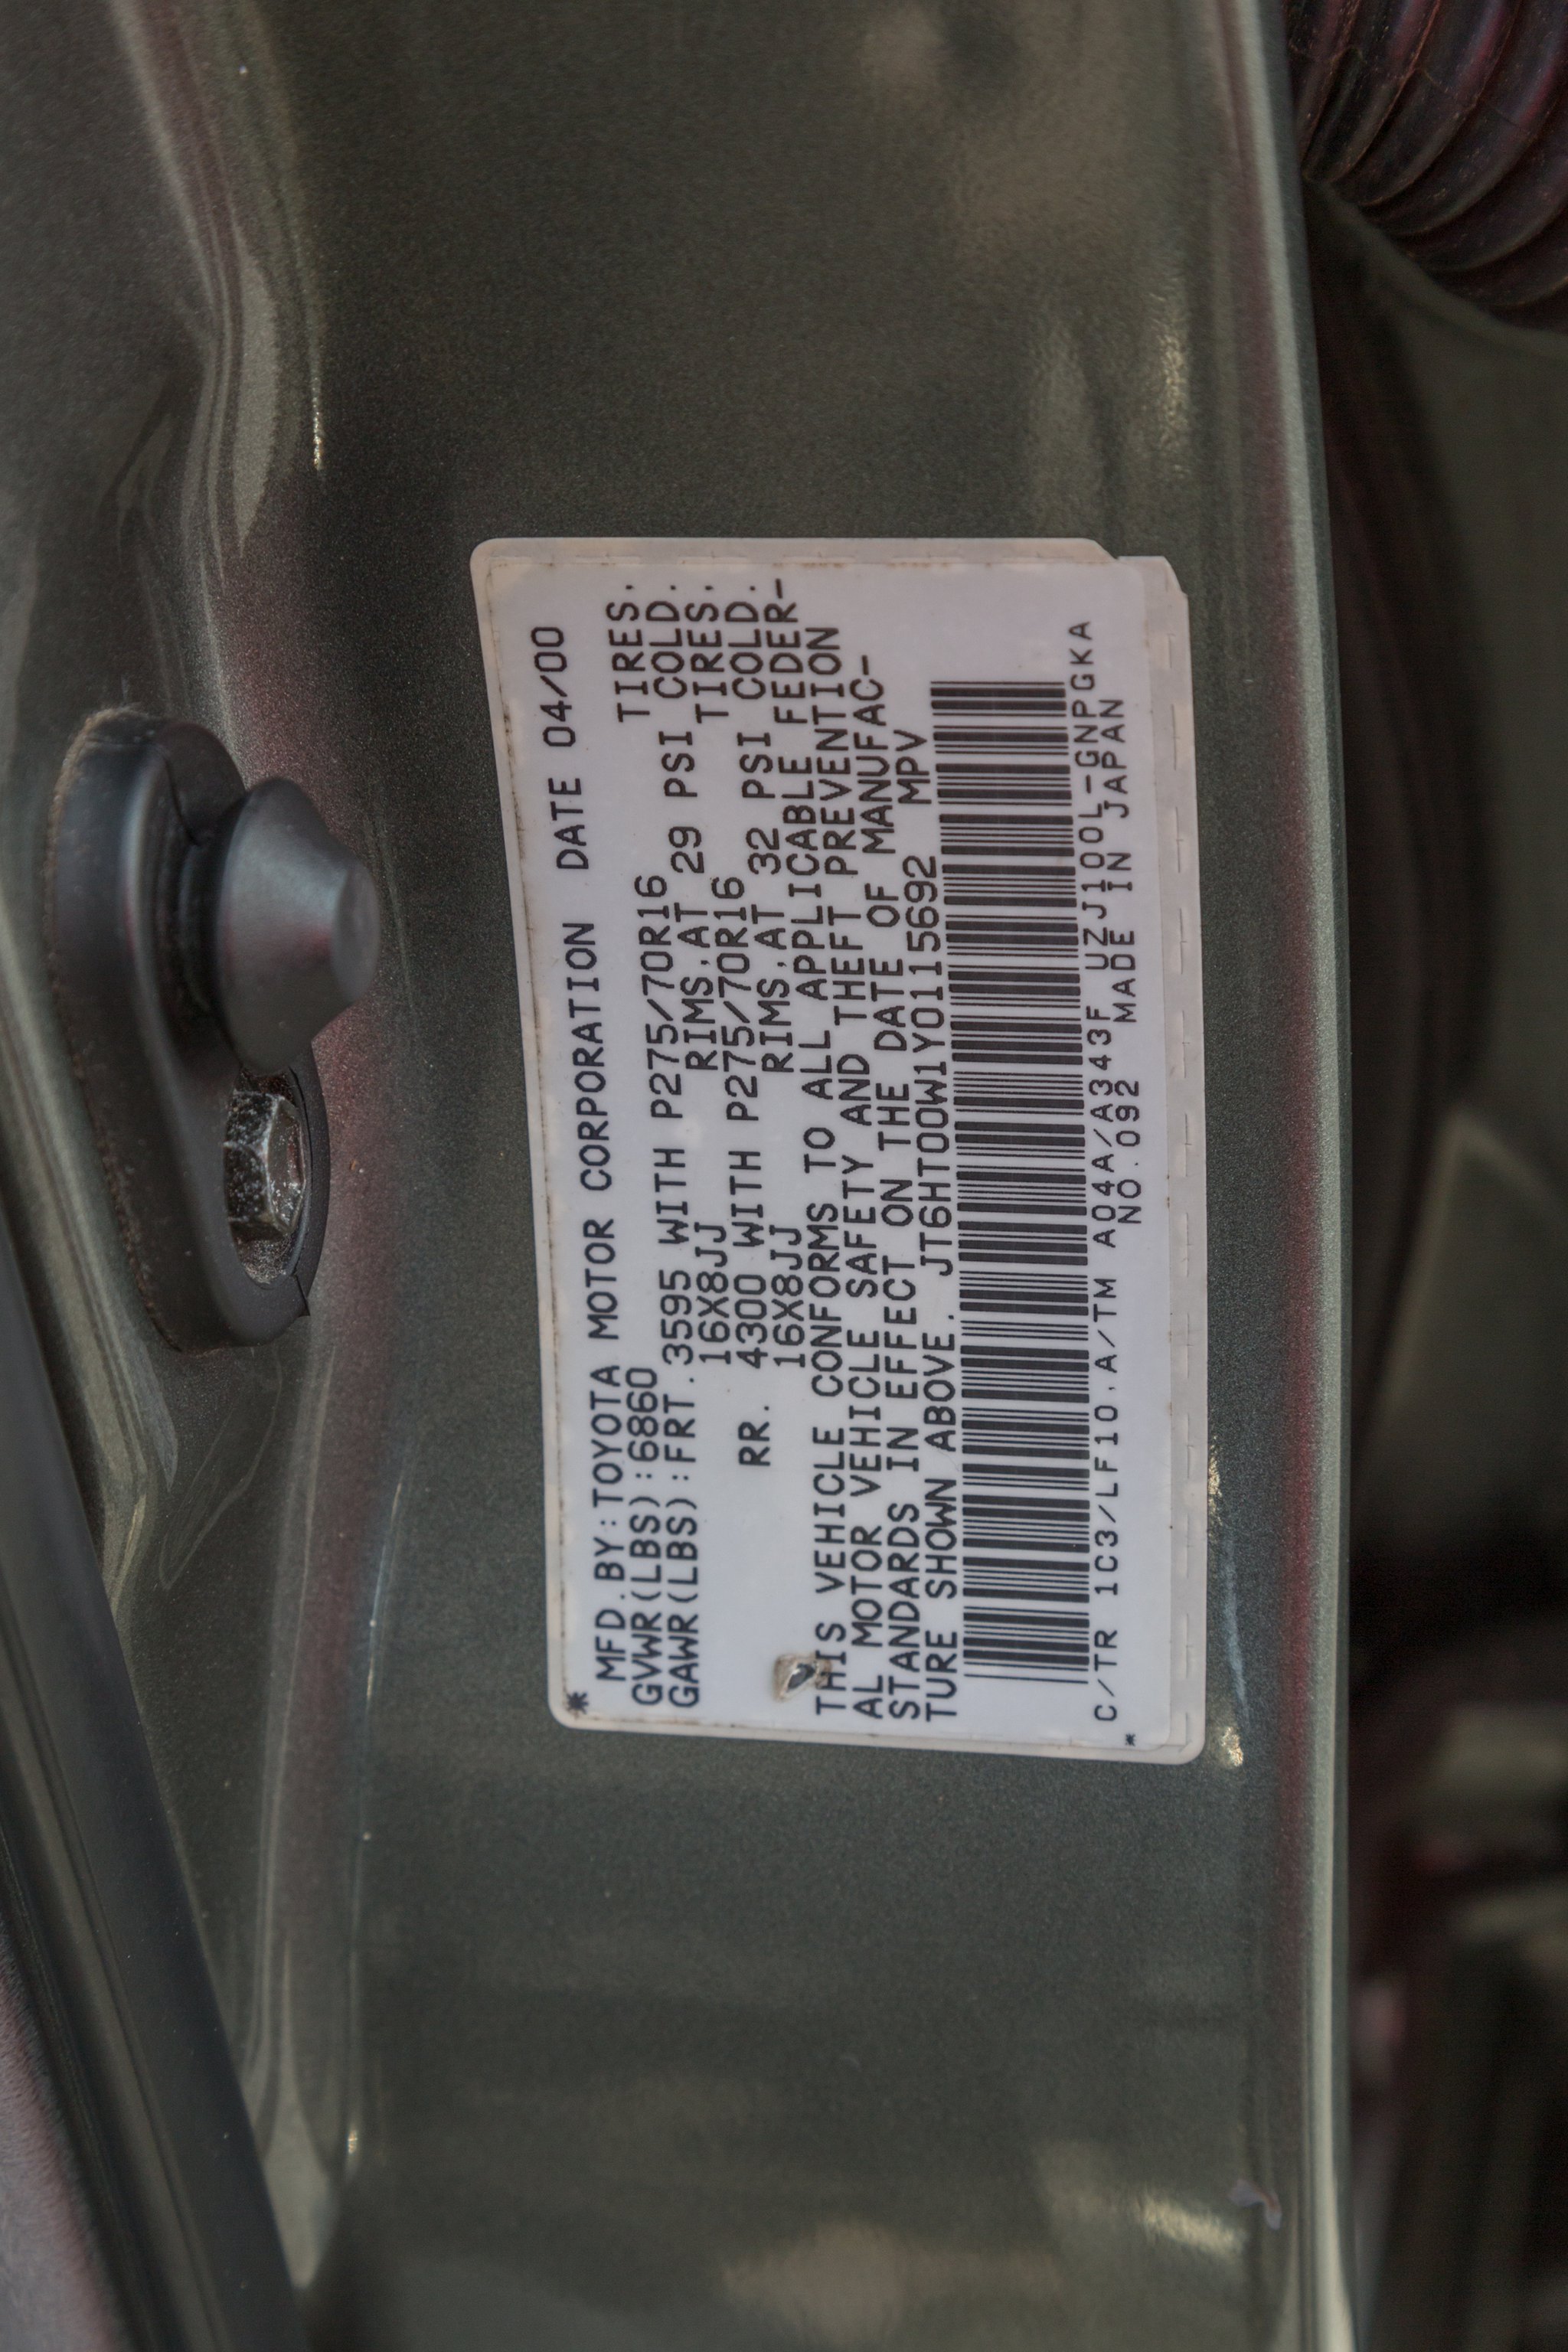 * MFD.BY:TOYOTA MOTOR CORPORATION DATE 04/00
GVWR(LBS):6860
GAWR(LBS):FRT.3595 WITH P275/70R16 TIRES.
16X8JJ RIMS.AT 29 PSI COLD.
RR. 4300 WITH P275/70R16 TIRES.
16X8JJ RIMS.AT 32 PSI COLD.
THIS VEHICLE CONFORMS TO ALL APPLICABLE FEDER-
AL MOTOR VEHICLE SAFETY AND THEFT PREVENTION
STANDARDS IN EFFECT ON THE DATE OF MANUFAC-
TURE SHOWN ABOVE. JT6HT00W1Y0115692 MPV
C/TR 1C3/LF10.A/TM A04A/A343F UZJ100L-GNPGKA
* NO.092 MADE IN JAPAN